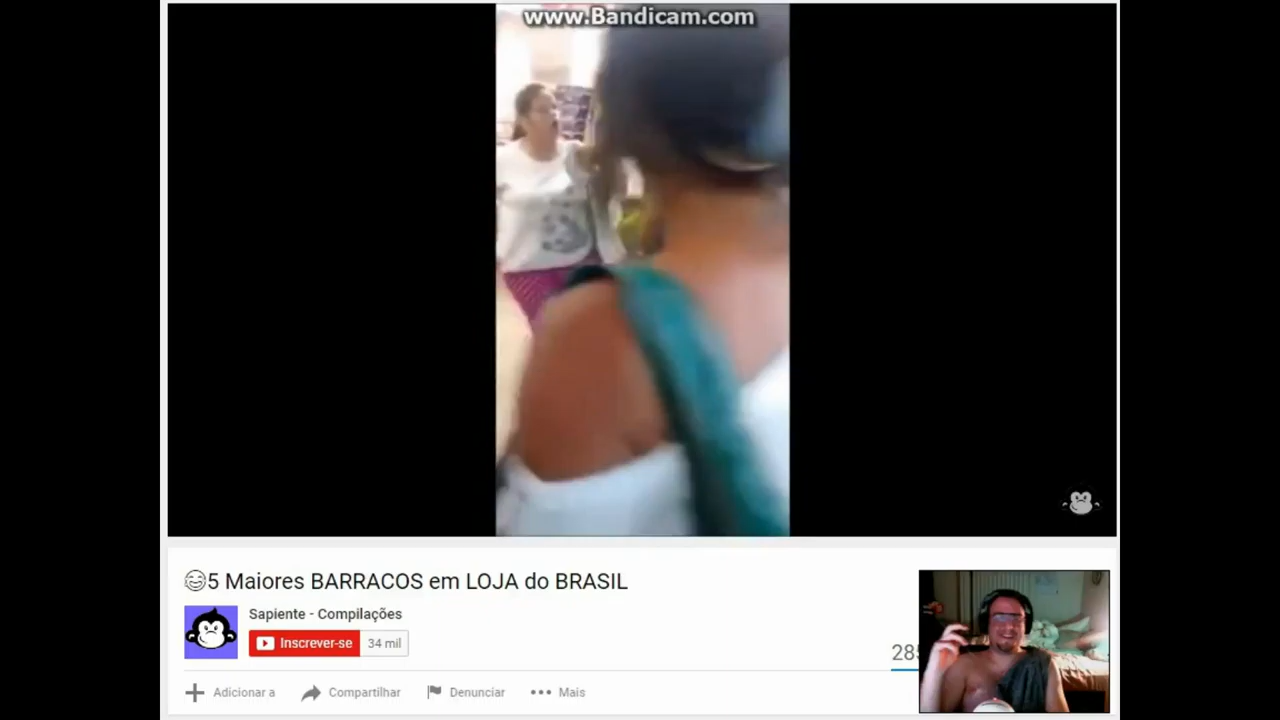 www.Bandicam.com
😂5 Maiores BARRACOS em LOJA do BRASIL
Sapiente - Compilações
Inscrever-se 34 mil
285
Adicionar a Compartilhar Denunciar Mais